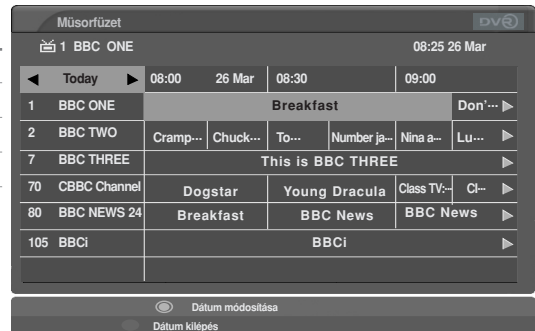 Műsorfüzet DVR
1 BBC ONE 08:25 26 Mar
◀ Today ▶ 08:00 26 Mar 08:30 09:00
1 BBC ONE Breakfast Don'... ▶
2 BBC TWO Cramp... Chuck... To... Number ja... Nina a... Lu... ▶
7 BBC THREE This is BBC THREE ▶
70 CBBC Channel Dogstar Young Dracula Class TV:... Cl... ▶
80 BBC NEWS 24 Breakfast BBC News BBC News ▶
105 BBCi BBCi ▶
Dátum módosítása
Dátum kilépés